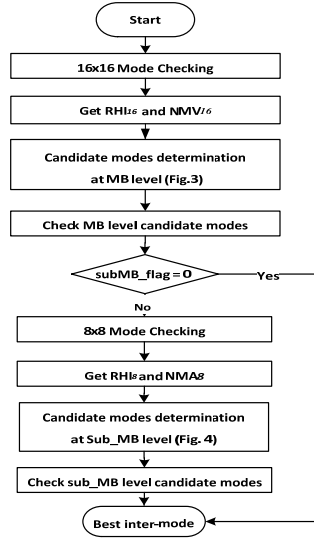 Start
16x16 Mode Checking
Get RHI16 and NMV16
Candidate modes determination
at MB level (Fig.3)
Check MB level candidate modes
subMB_flag = 0
Yes
No
8x8 Mode Checking
Get RHI8 and NMA8
Candidate modes determination
at Sub_MB level (Fig. 4)
Check sub_MB level candidate modes
Best inter-mode